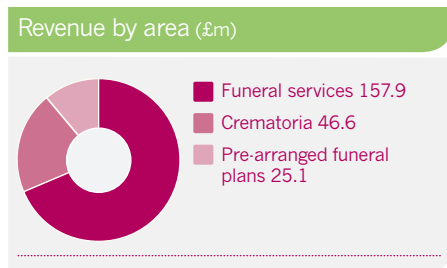 Revenue by area (£m)
Funeral services 157.9
Crematoria 46.6
Pre-arranged funeral
plans 25.1